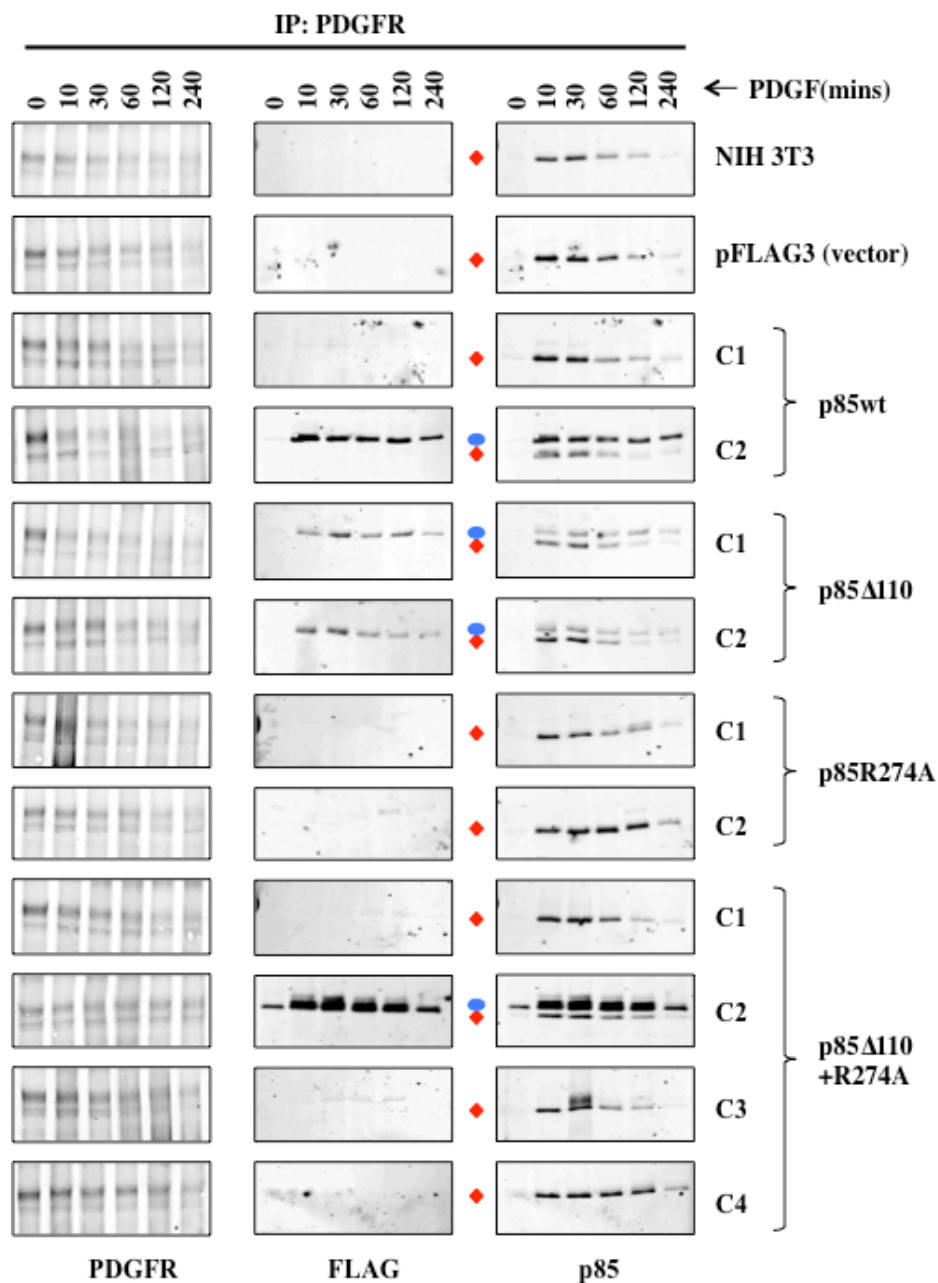 IP: PDGFR
0 10 30 60 120 240 0 10 30 60 120 240 0 10 30 60 120 240 ← PDGF(mins)
NIH 3T3
pFLAG3 (vector)
C1
p85wt
C2
C1
p85Δ110
C2
C1
p85R274A
C2
C1
C2
p85Δ110
+R274A
C3
C4
PDGFR FLAG p85